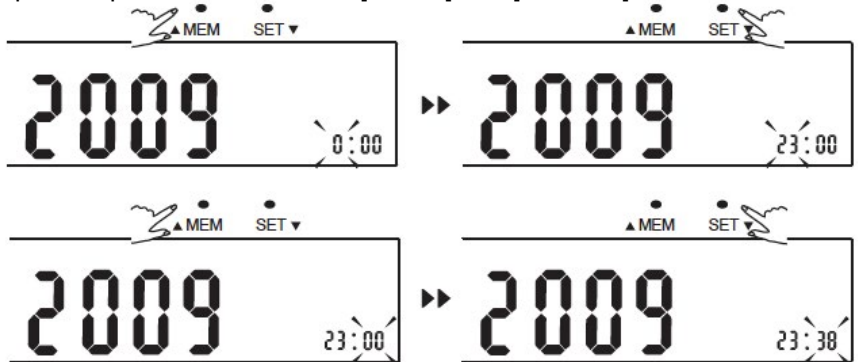 ▲MEM SET▼ ▲MEM SET▼
2009 0:00 ▸▸ 2009 23:00
▲MEM SET▼ ▲MEM SET▼
2009 23:00 ▸▸ 2009 23:38